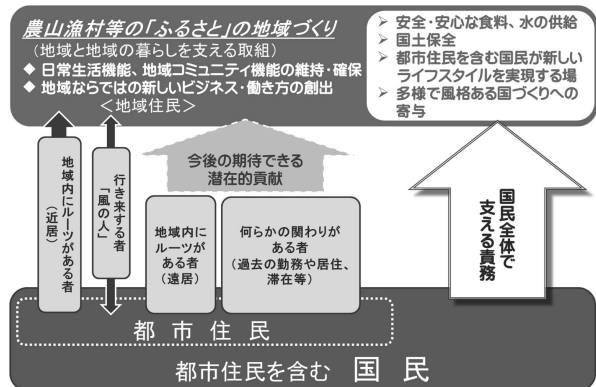 農山漁村等の「ふるさと」の地域づくり
(地域と地域の暮らしを支える取組)
◆ 日常生活機能、地域コミュニティ機能の維持・確保
◆ 地域ならではの新しいビジネス・働き方の創出
<地域住民>
➢ 安全・安心な食料、水の供給
➢ 国土保全
➢ 都市住民を含む国民が新しい
ライフスタイルを実現する場
➢ 多様で風格ある国づくりへの
寄与
地域内にルーツがある者
(近居)
行き来する者
「風の人」
今後の期待できる
潜在的貢献
地域内に
ルーツが
ある者
(遠居)
何らかの関わりが
ある者
(過去の勤務や居住、
滞在等)
国民全体で
支える責務
都市住民
都市住民を含む 国民